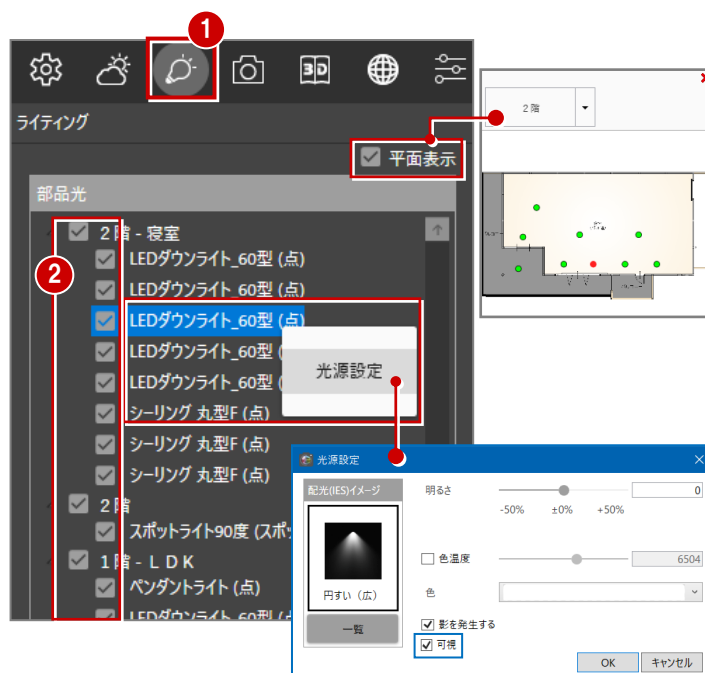 1
3D
ライティング
平面表示
2階
部品光
2
2階 - 寝室
LEDダウンライト_60型 (点)
LEDダウンライト_60型 (点)
LEDダウンライト_60型 (点)
LEDダウンライト_60型 (
LEDダウンライト_60型 (
光源設定
シーリング 丸型F (点)
シーリング 丸型F (点)
シーリング 丸型F (点)
2階
スポットライト90度 (スポッ
1階 - ＬＤＫ
ペンダントライト (点)
LEDダウンライト_60型 (
光源設定
配光(IES)イメージ
明るさ
0
-50% ±0% +50%
色温度
6504
円すい（広）
色
一覧
影を発生する
可視
OK キャンセル